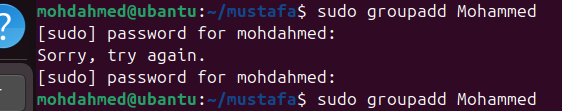 mohdahmed@ubantu:~/mustafa$ sudo groupadd Mohammed
[sudo] password for mohdahmed:
Sorry, try again.
[sudo] password for mohdahmed:
mohdahmed@ubantu:~/mustafa$ sudo groupadd Mohammed